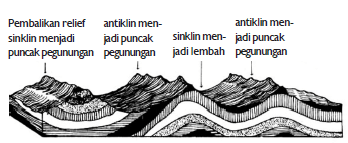 Pembalikan relief
sinklin menjadi
puncak pegunungan
antiklin men-
jadi puncak
pegunungan
sinklin men-
jadi lembah
antiklin men-
jadi puncak
pegunungan